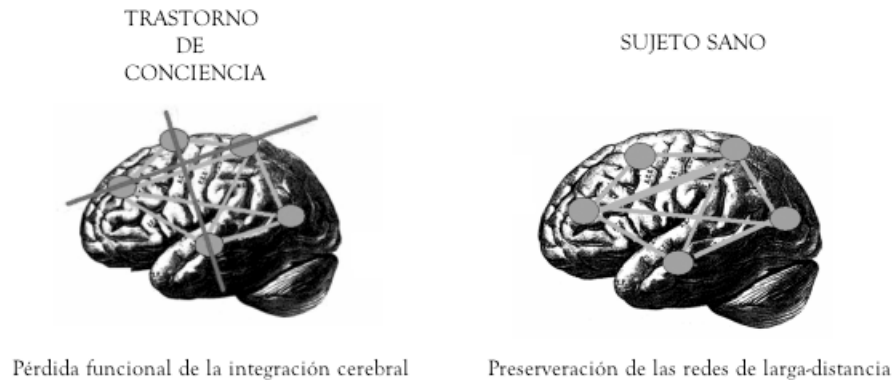 TRASTORNO
DE
CONCIENCIA
SUJETO SANO
Pérdida funcional de la integración cerebral
Preserveración de las redes de larga-distancia